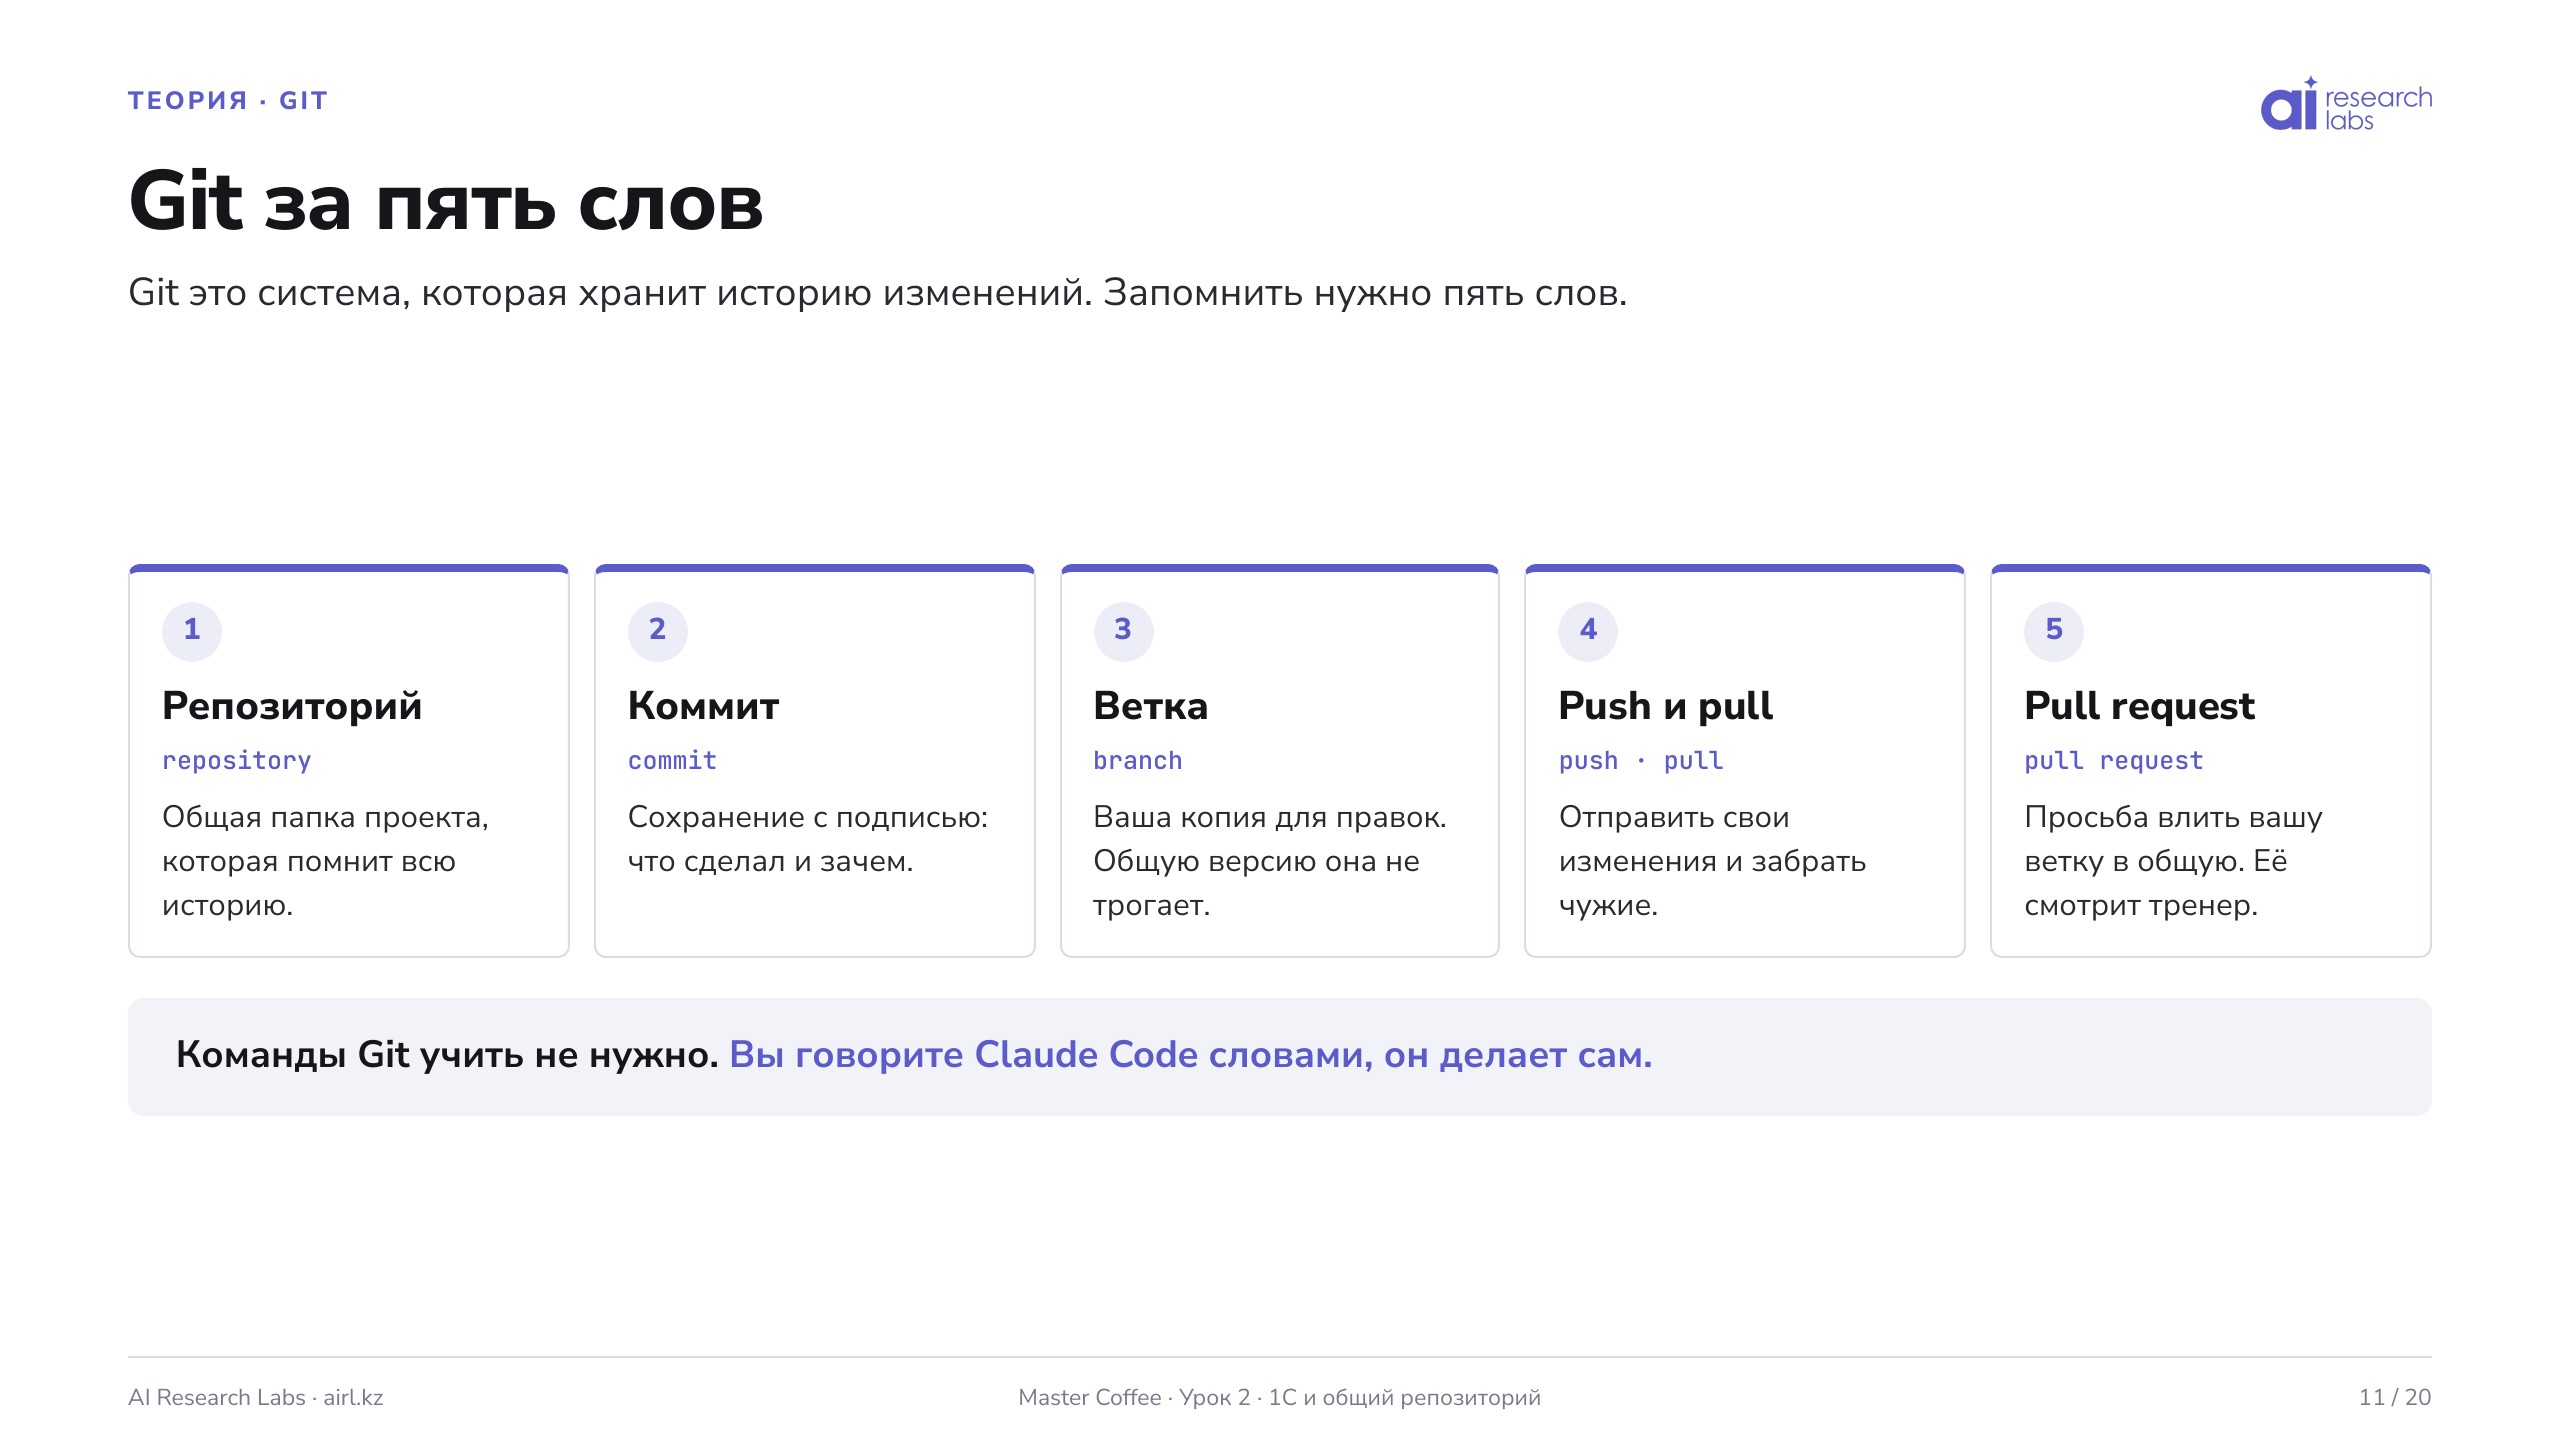 ТЕОРИЯ · GIT
ai research labs
Git за пять слов
Git это система, которая хранит историю изменений. Запомнить нужно пять слов.
1
Репозиторий
repository
Общая папка проекта,
которая помнит всю
историю.
2
Коммит
commit
Сохранение с подписью:
что сделал и зачем.
3
Ветка
branch
Ваша копия для правок.
Общую версию она не
трогает.
4
Push и pull
push · pull
Отправить свои
изменения и забрать
чужие.
5
Pull request
pull request
Просьба влить вашу
ветку в общую. Её
смотрит тренер.
Команды Git учить не нужно. Вы говорите Claude Code словами, он делает сам.
AI Research Labs · airl.kz
Master Coffee · Урок 2 · 1С и общий репозиторий
11 / 20